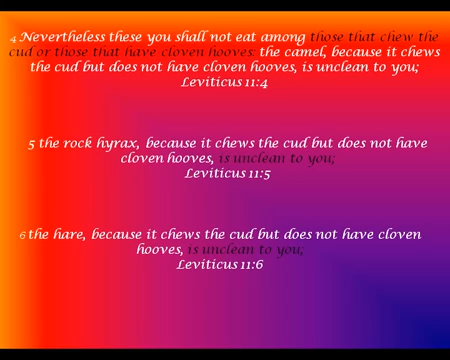 4 Nevertheless these you shall not eat among those that chew the
cud or those that have cloven hooves: the camel, because it chews
the cud but does not have cloven hooves, is unclean to you;
Leviticus 11:4
5 the rock hyrax, because it chews the cud but does not have
cloven hooves, is unclean to you;
Leviticus 11:5
6 the hare, because it chews the cud but does not have cloven
hooves, is unclean to you;
Leviticus 11:6